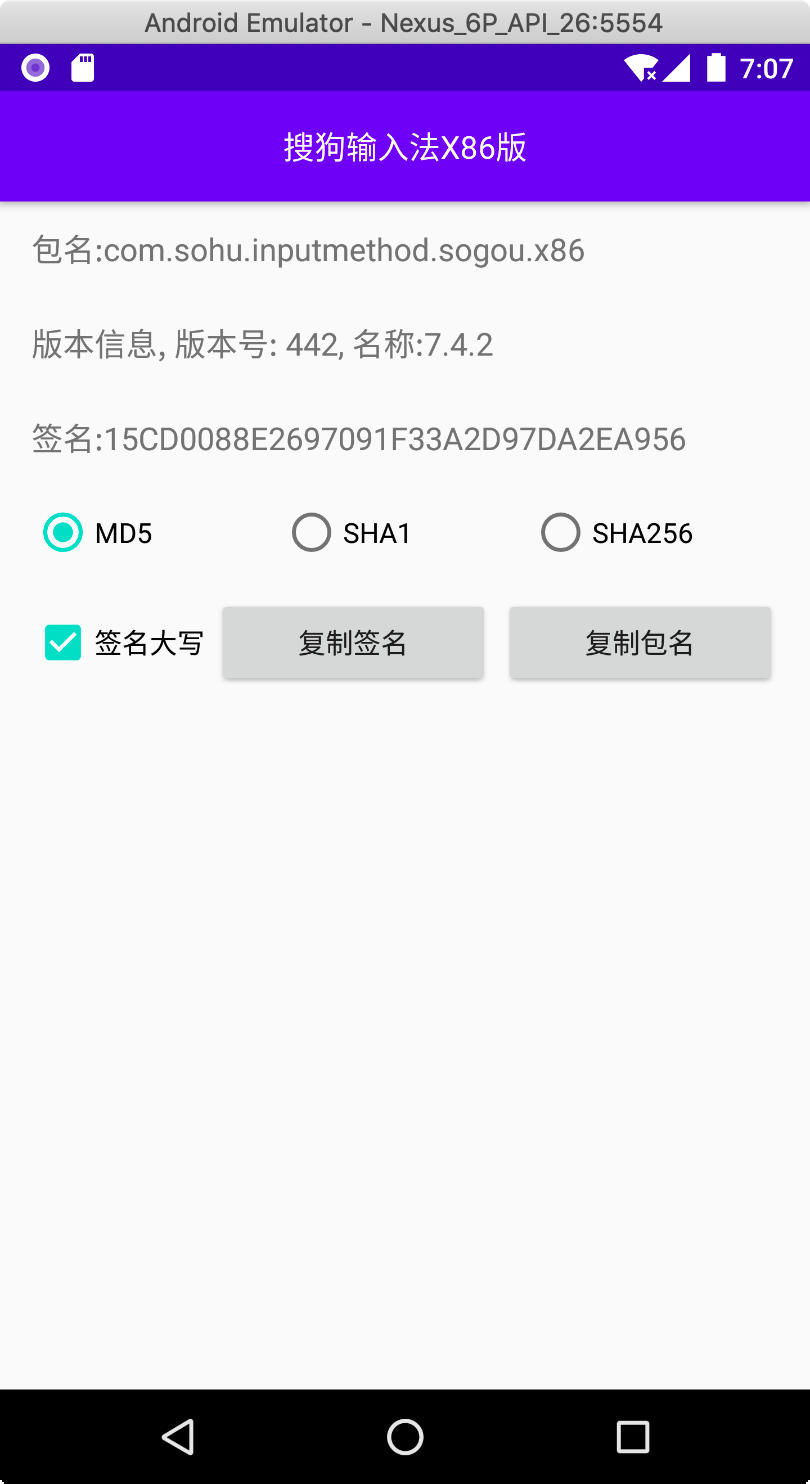 Android Emulator - Nexus_6P_API_26:5554
7:07
搜狗输入法X86版
包名:com.sohu.inputmethod.sogou.x86
版本信息, 版本号: 442, 名称:7.4.2
签名:15CD0088E2697091F33A2D97DA2EA956
MD5 SHA1 SHA256
签名大写 复制签名 复制包名